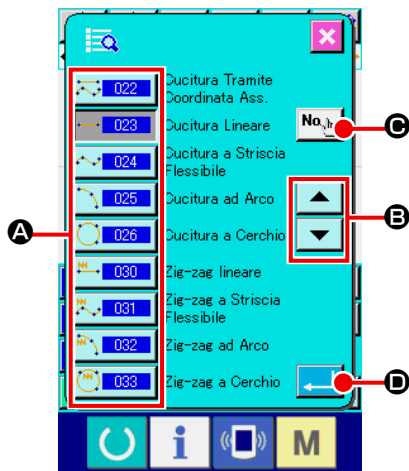 022 Cucitura Tramite
Coordinata Ass.
023 Cucitura Lineare
No.
C
024 Cucitura a Striscia
Flessibile
025 Cucitura ad Arco
B
A
026 Cucitura a Cerchio
030 Zig-zag lineare
031 Zig-zag a Striscia
Flessibile
032 Zig-zag ad Arco
033 Zig-zag a Cerchio
D
i
M